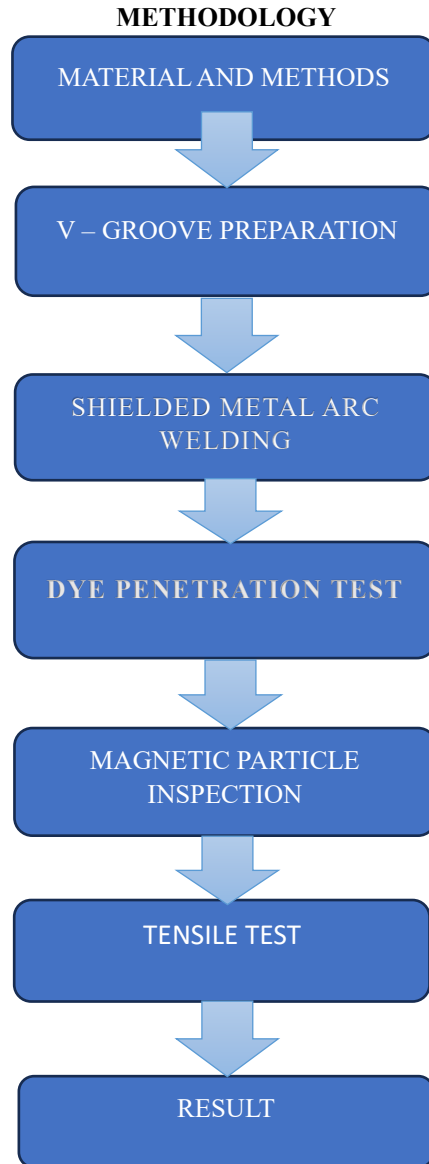 METHODOLOGY
MATERIAL AND METHODS
V – GROOVE PREPARATION
SHIELDED METAL ARC
WELDING
DYE PENETRATION TEST
MAGNETIC PARTICLE
INSPECTION
TENSILE TEST
RESULT